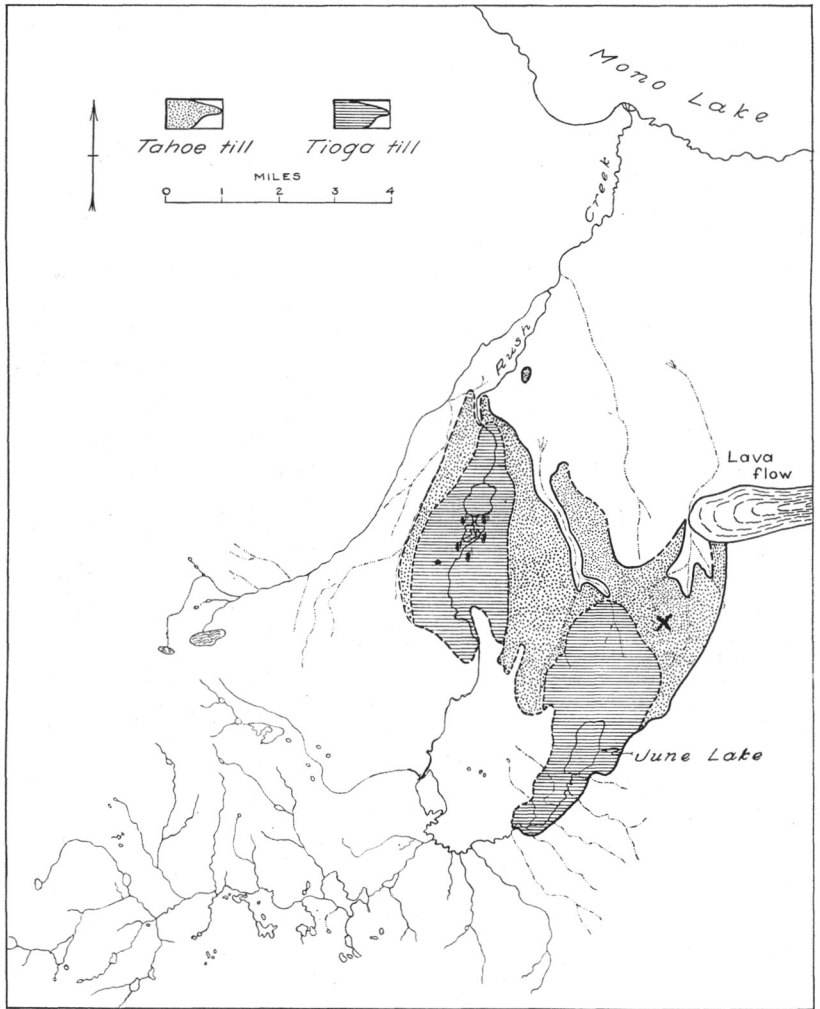 Mono Lake
Tahoe till
Tioga till
MILES
0 1 2 3 4
Creek
Rush
Lava
flow
X
June Lake